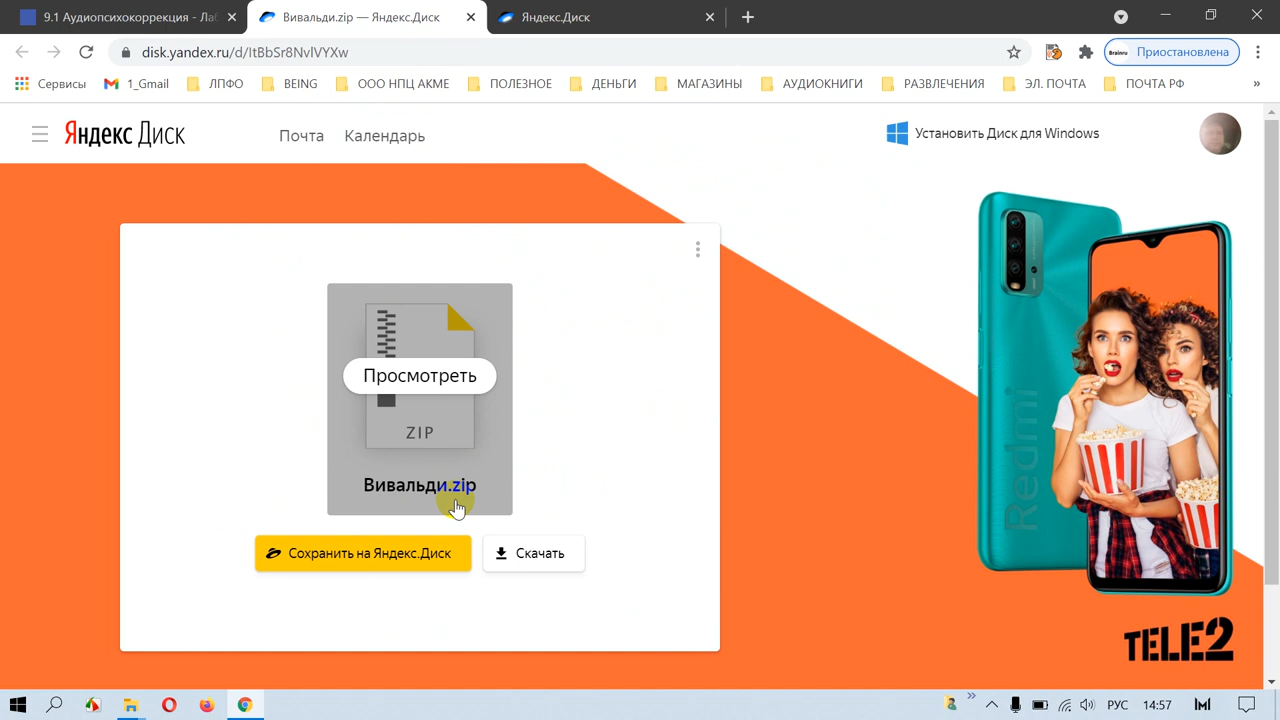 9.1 Аудиопсихокоррекция - Лаб
Вивальди.zip — Яндекс.Диск
Яндекс.Диск
disk.yandex.ru/d/ItBbSr8NvlVYXw
Brainru
Приостановлена
Сервисы
1_Gmail
ЛПФО
BEING
ООО НПЦ АКМЕ
ПОЛЕЗНОЕ
ДЕНЬГИ
МАГАЗИНЫ
АУДИОКНИГИ
РАЗВЛЕЧЕНИЯ
ЭЛ. ПОЧТА
ПОЧТА РФ
»
Яндекс Диск
Почта
Календарь
Установить Диск для Windows
Просмотреть
ZIP
Вивальди.zip
Сохранить на Яндекс.Диск
Скачать
Redmi
TELE2
РУС
14:57